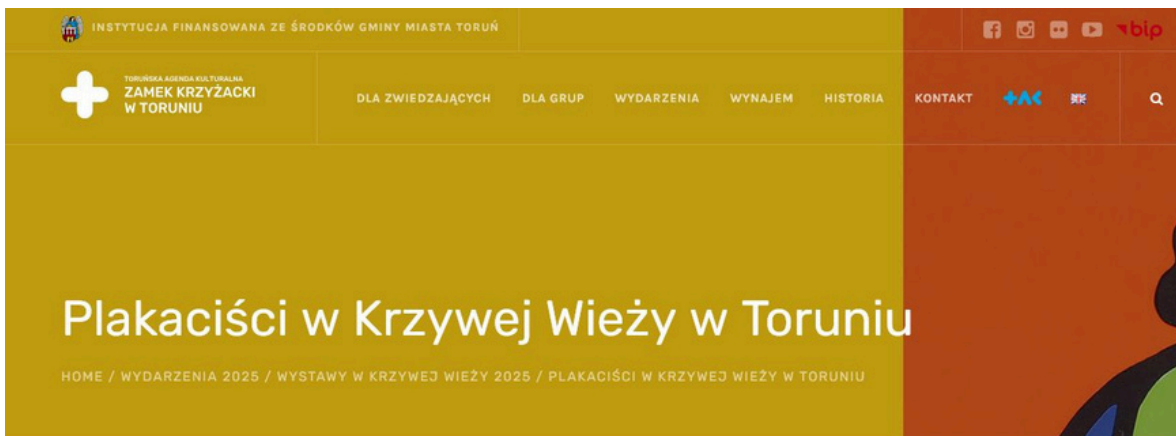 INSTYTUCJA FINANSOWANA ZE ŚRODKÓW GMINY MIASTA TORUŃ
bip
TORUŃSKA AGENDA KULTURALNA
ZAMEK KRZYŻACKI
W TORUNIU
DLA ZWIEDZAJĄCYCH DLA GRUP WYDARZENIA WYNAJEM HISTORIA KONTAKT
Plakaciści w Krzywej Wieży w Toruniu
HOME / WYDARZENIA 2025 / WYSTAWY W KRZYWEJ WIEŻY 2025 / PLAKACIŚCI W KRZYWEJ WIEŻY W TORUNIU